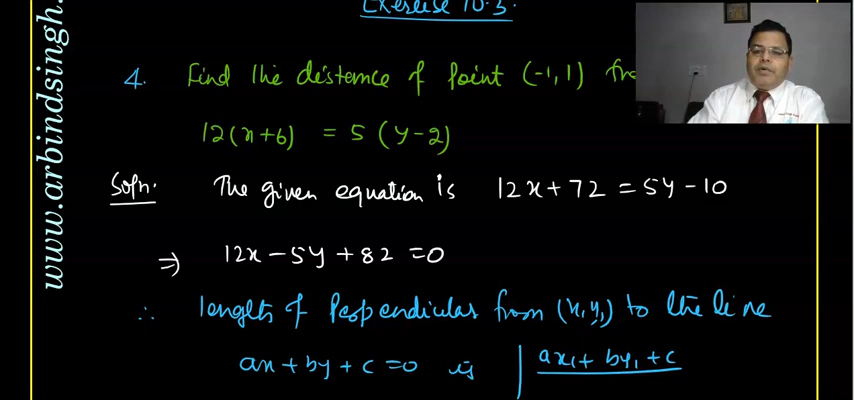 Exercise 10.3.
4. Find the distance of point (-1, 1) from
12(x+6) = 5(y-2)
Soln. The given equation is 12x + 72 = 5y - 10
⇒ 12x - 5y + 82 = 0
∴ length of perpendicular from (x₁, y₁) to the line
ax + by + c = 0 is | ax₁ + by₁ + c
www.arbindsingh.